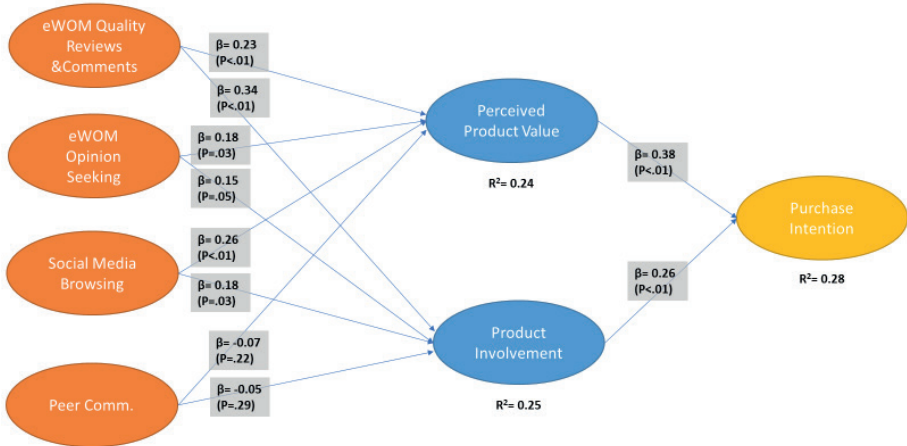 eWOM Quality
Reviews
&Comments
β= 0.23
(P<.01)
β= 0.34
(P<.01)
Perceived
Product Value
R²= 0.24
eWOM
Opinion
Seeking
β= 0.18
(P=.03)
β= 0.15
(P=.05)
β= 0.38
(P<.01)
Purchase
Intention
R²= 0.28
Social Media
Browsing
β= 0.26
(P<.01)
β= 0.18
(P=.03)
β= 0.26
(P<.01)
Product
Involvement
R²= 0.25
Peer Comm.
β= -0.07
(P=.22)
β= -0.05
(P=.29)